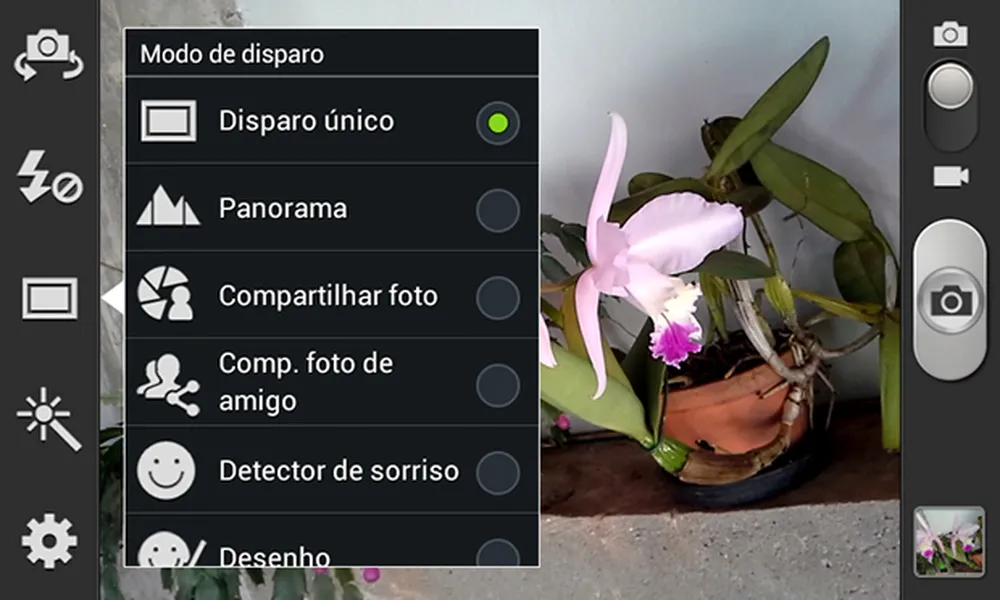 Modo de disparo
Disparo único
Panorama
Compartilhar foto
Comp. foto de
amigo
Detector de sorriso
Desenho